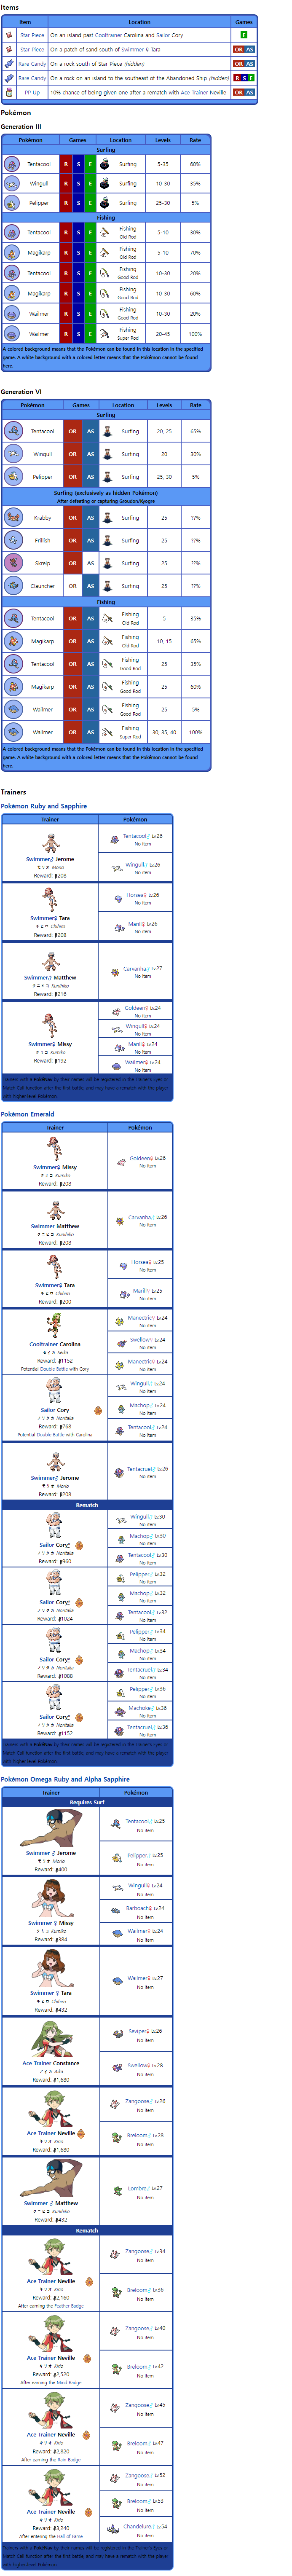 Items
Item Location Games
Star Piece On an island past Cooltrainer Carolina and Sailor Cory E
Star Piece On a patch of sand south of Swimmer ♀ Tara OR AS
Rare Candy On a rock south of Star Piece (hidden) OR AS
Rare Candy On a rock on an island to the southeast of the Abandoned Ship (hidden) R S E
PP Up 10% chance of being given one after a rematch with Ace Trainer Neville OR AS
Pokémon
Generation III
Pokémon Games Location Levels Rate
Surfing
Tentacool R S E Surfing 5-35 60%
Wingull R S E Surfing 10-30 35%
Pelipper R S E Surfing 25-30 5%
Fishing
Tentacool R S E Fishing Old Rod 5-10 30%
Magikarp R S E Fishing Old Rod 5-10 70%
Tentacool R S E Fishing Good Rod 10-30 20%
Magikarp R S E Fishing Good Rod 10-30 60%
Wailmer R S E Fishing Good Rod 10-30 20%
Wailmer R S E Fishing Super Rod 20-45 100%
A colored background means that the Pokémon can be found in this location in the specified
game. A white background with a colored letter means that the Pokémon cannot be found
here.
Generation VI
Pokémon Games Location Levels Rate
Surfing
Tentacool OR AS Surfing 20, 25 65%
Wingull OR AS Surfing 20 30%
Pelipper OR AS Surfing 25, 30 5%
Surfing (exclusively as hidden Pokémon)
After defeating or capturing Groudon/Kyogre
Krabby OR AS Surfing 25 ??%
Frillish OR AS Surfing 25 ??%
Skrelp OR AS Surfing 25 ??%
Clauncher OR AS Surfing 25 ??%
Fishing
Tentacool OR AS Fishing Old Rod 5 35%
Magikarp OR AS Fishing Old Rod 10, 15 65%
Tentacool OR AS Fishing Good Rod 25 35%
Magikarp OR AS Fishing Good Rod 25 60%
Wailmer OR AS Fishing Good Rod 25 5%
Wailmer OR AS Fishing Super Rod 30, 35, 40 100%
A colored background means that the Pokémon can be found in this location in the specified
game. A white background with a colored letter means that the Pokémon cannot be found
here.
Trainers
Pokémon Ruby and Sapphire
Trainer Pokémon
Swimmer♂ Jerome
モリオ Morio
Reward: 208
Tentacool♂ Lv.26
No item
Wingull♂ Lv.26
No item
Swimmer♀ Tara
チヒロ Chihiro
Reward: 208
Horsea♀ Lv.26
No item
Marill♀ Lv.26
No item
Swimmer♂ Matthew
クニヒコ Kunihiko
Reward: 216
Carvanha♂ Lv.27
No item
Swimmer♀ Missy
クミコ Kumiko
Reward: 192
Goldeen♀ Lv.24
No item
Wingull♀ Lv.24
No item
Marill♀ Lv.24
No item
Wailmer♀ Lv.24
No item
Trainers with a PokéNav by their names will be registered in the Trainer's Eyes or
Match Call function after the first battle, and may have a rematch with the player
with higher-level Pokémon.
Pokémon Emerald
Trainer Pokémon
Swimmer♀ Missy
クミコ Kumiko
Reward: 208
Goldeen♀ Lv.26
No item
Swimmer Matthew
クニヒコ Kunihiko
Reward: 208
Carvanha♂ Lv.26
No item
Swimmer♀ Tara
チヒロ Chihiro
Reward: 200
Horsea♀ Lv.25
No item
Marill♀ Lv.25
No item
Cooltrainer Carolina
セイカ Seika
Reward: 1152
Potential Double Battle with Cory
Manectric♀ Lv.24
No item
Swellow♀ Lv.24
No item
Manectric♀ Lv.24
No item
Sailor Cory
ノリタカ Noritaka
Reward: 768
Potential Double Battle with Carolina
Wingull♂ Lv.24
No item
Machop♂ Lv.24
No item
Tentacool♂ Lv.24
No item
Swimmer♂ Jerome
モリオ Morio
Reward: 208
Tentacruel♂ Lv.26
No item
Rematch
Sailor Cory
ノリタカ Noritaka
Reward: 960
Wingull♂ Lv.30
No item
Machop♂ Lv.30
No item
Tentacool♂ Lv.30
No item
Sailor Cory
ノリタカ Noritaka
Reward: 1024
Pelipper♂ Lv.32
No item
Machop♂ Lv.32
No item
Tentacool♂ Lv.32
No item
Sailor Cory
ノリタカ Noritaka
Reward: 1088
Pelipper♂ Lv.34
No item
Machop♂ Lv.34
No item
Tentacruel♂ Lv.34
No item
Sailor Cory
ノリタカ Noritaka
Reward: 1152
Pelipper♂ Lv.36
No item
Machoke♂ Lv.36
No item
Tentacruel♂ Lv.36
No item
Trainers with a PokéNav by their names will be registered in the Trainer's Eyes or
Match Call function after the first battle, and may have a rematch with the player
with higher-level Pokémon.
Pokémon Omega Ruby and Alpha Sapphire
Trainer Pokémon
Requires Surf
Swimmer ♂ Jerome
モリオ Morio
Reward: 400
Tentacool♂ Lv.25
No item
Pelipper♂ Lv.25
No item
Swimmer ♀ Missy
クミコ Kumiko
Reward: 384
Wingull♀ Lv.24
No item
Barboach♀ Lv.24
No item
Wailmer♀ Lv.24
No item
Swimmer ♀ Tara
チヒロ Chihiro
Reward: 432
Wailmer♀ Lv.27
No item
Ace Trainer Constance
アイカ Aika
Reward: 1,680
Seviper♀ Lv.26
No item
Swellow♀ Lv.28
No item
Ace Trainer Neville
キリオ Kirio
Reward: 1,680
Zangoose♂ Lv.26
No item
Breloom♂ Lv.28
No item
Swimmer ♂ Matthew
クニヒコ Kunihiko
Reward: 432
Lombre♂ Lv.27
No item
Rematch
Ace Trainer Neville
キリオ Kirio
Reward: 2,160
After earning the Feather Badge
Zangoose♂ Lv.34
No item
Breloom♂ Lv.36
No item
Ace Trainer Neville
キリオ Kirio
Reward: 2,520
After earning the Mind Badge
Zangoose♂ Lv.40
No item
Breloom♂ Lv.42
No item
Ace Trainer Neville
キリオ Kirio
Reward: 2,820
After earning the Rain Badge
Zangoose♂ Lv.45
No item
Breloom♂ Lv.47
No item
Ace Trainer Neville
キリオ Kirio
Reward: 3,240
After entering the Hall of Fame
Zangoose♂ Lv.52
No item
Breloom♂ Lv.53
No item
Chandelure♂ Lv.54
No item
Trainers with a PokéNav by their names will be registered in the Trainer's Eyes or
Match Call function after the first battle, and may have a rematch with the player
with higher-level Pokémon.